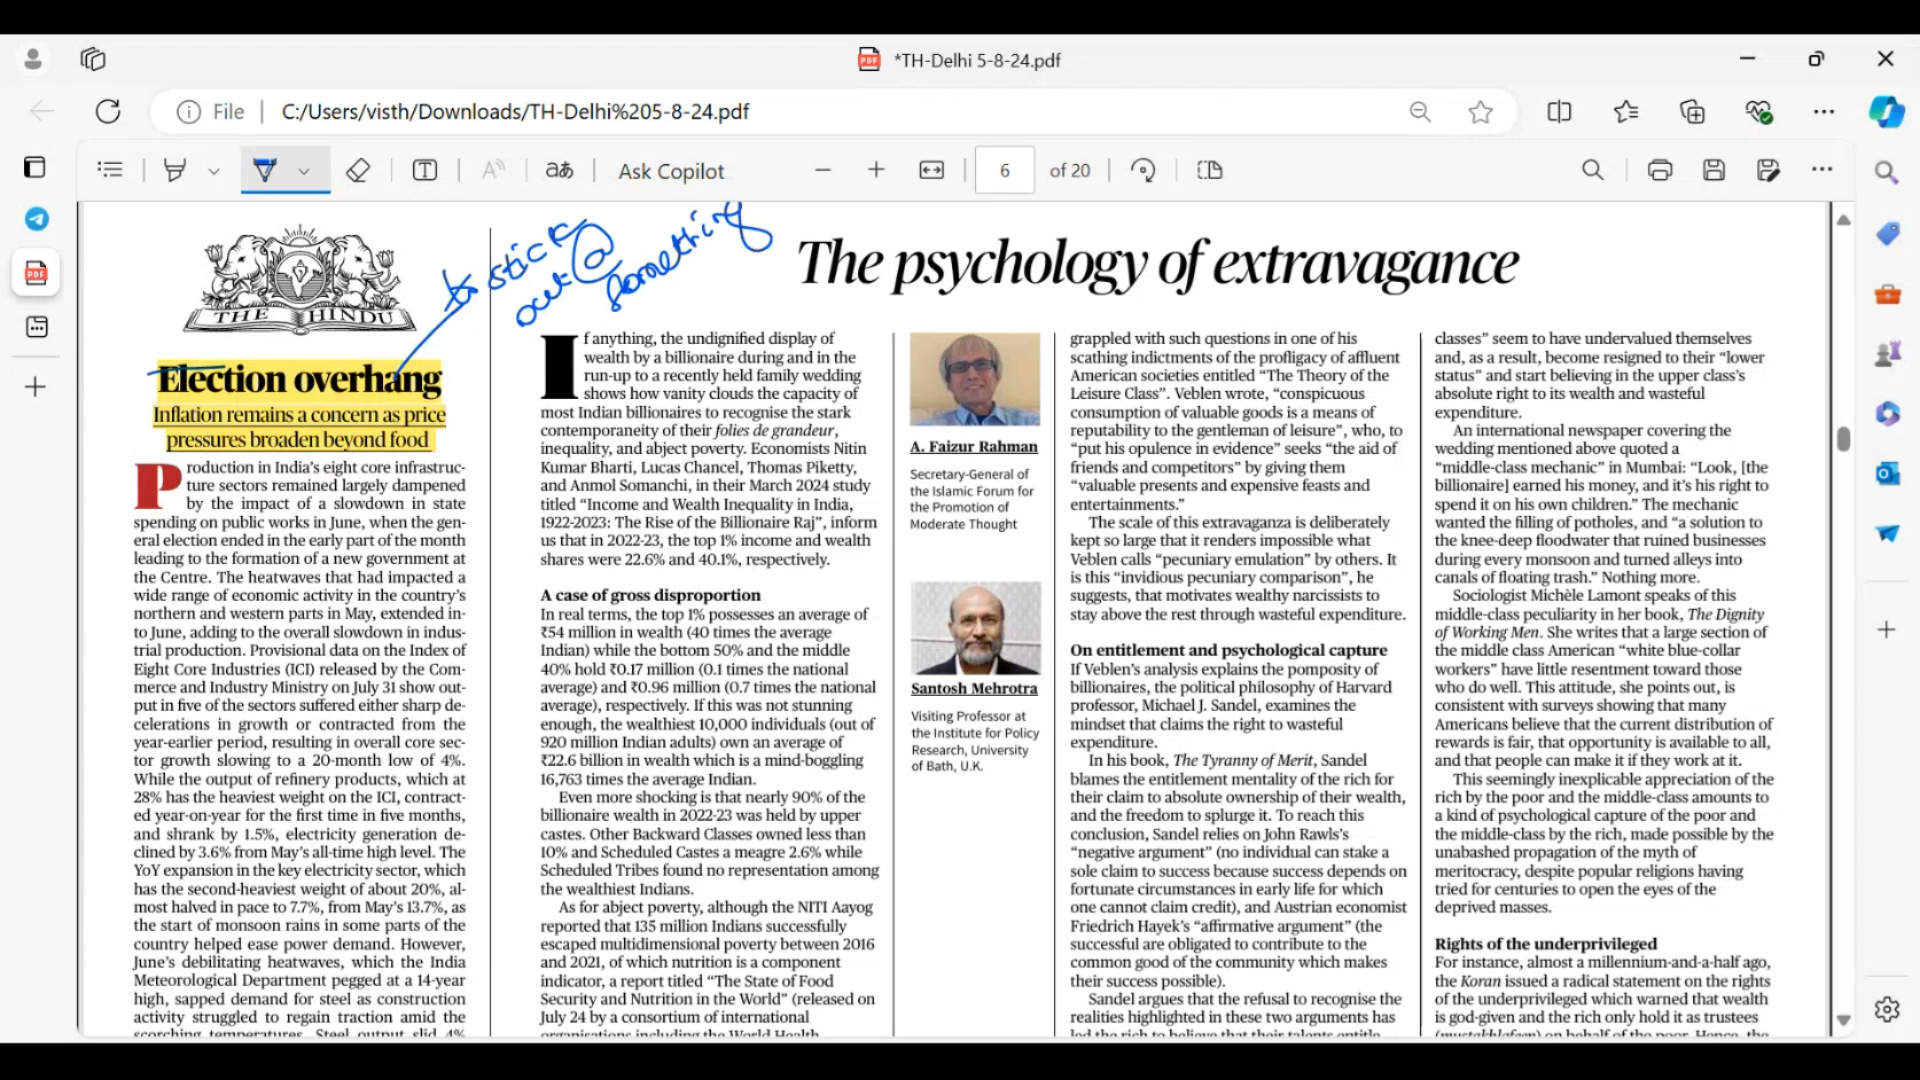 *TH-Delhi 5-8-24.pdf
File
C:/Users/visth/Downloads/TH-Delhi%205-8-24.pdf
Ask Copilot
6
of 20
THE HINDU
to stick
out @
something
Election overhang
Inflation remains a concern as price
pressures broaden beyond food
Production in India's eight core infrastruc-
ture sectors remained largely dampened
by the impact of a slowdown in state
spending on public works in June, when the gen-
eral election ended in the early part of the month
leading to the formation of a new government at
the Centre. The heatwaves that had impacted a
wide range of economic activity in the country's
northern and western parts in May, extended in-
to June, adding to the overall slowdown in indus-
trial production. Provisional data on the Index of
Eight Core Industries (ICI) released by the Com-
merce and Industry Ministry on July 31 show out-
put in five of the sectors suffered either sharp de-
celerations in growth or contracted from the
year-earlier period, resulting in overall core sec-
tor growth slowing to a 20-month low of 4%.
While the output of refinery products, which at
28% has the heaviest weight on the ICI, contract-
ed year-on-year for the first time in five months,
and shrank by 1.5%, electricity generation de-
clined by 3.6% from May's all-time high level. The
YoY expansion in the key electricity sector, which
has the second-heaviest weight of about 20%, al-
most halved in pace to 7.7%, from May's 13.7%, as
the start of monsoon rains in some parts of the
country helped ease power demand. However,
June's debilitating heatwaves, which the India
Meteorological Department pegged at a 14-year
high, sapped demand for steel as construction
activity struggled to regain traction amid the
scorching temperatures. Steel output slid 4%
The psychology of extravagance
If anything, the undignified display of
wealth by a billionaire during and in the
run-up to a recently held family wedding
shows how vanity clouds the capacity of
most Indian billionaires to recognise the stark
contemporaneity of their folies de grandeur,
inequality, and abject poverty. Economists Nitin
Kumar Bharti, Lucas Chancel, Thomas Piketty,
and Anmol Somanchi, in their March 2024 study
titled “Income and Wealth Inequality in India,
1922-2023: The Rise of the Billionaire Raj”, inform
us that in 2022-23, the top 1% income and wealth
shares were 22.6% and 40.1%, respectively.
A case of gross disproportion
In real terms, the top 1% possesses an average of
₹54 million in wealth (40 times the average
Indian) while the bottom 50% and the middle
40% hold ₹0.17 million (0.1 times the national
average) and ₹0.96 million (0.7 times the national
average), respectively. If this was not stunning
enough, the wealthiest 10,000 individuals (out of
920 million Indian adults) own an average of
₹22.6 billion in wealth which is a mind-boggling
16,763 times the average Indian.
Even more shocking is that nearly 90% of the
billionaire wealth in 2022-23 was held by upper
castes. Other Backward Classes owned less than
10% and Scheduled Castes a meagre 2.6% while
Scheduled Tribes found no representation among
the wealthiest Indians.
As for abject poverty, although the NITI Aayog
reported that 135 million Indians successfully
escaped multidimensional poverty between 2016
and 2021, of which nutrition is a component
indicator, a report titled “The State of Food
Security and Nutrition in the World” (released on
July 24 by a consortium of international
organisations including the World Health
A. Faizur Rahman
Secretary-General of
the Islamic Forum for
the Promotion of
Moderate Thought
Santosh Mehrotra
Visiting Professor at
the Institute for Policy
Research, University
of Bath, U.K.
grappled with such questions in one of his
scathing indictments of the profligacy of affluent
American societies entitled “The Theory of the
Leisure Class”. Veblen wrote, “conspicuous
consumption of valuable goods is a means of
reputability to the gentleman of leisure”, who, to
“put his opulence in evidence” seeks “the aid of
friends and competitors” by giving them
“valuable presents and expensive feasts and
entertainments.”
The scale of this extravaganza is deliberately
kept so large that it renders impossible what
Veblen calls “pecuniary emulation” by others. It
is this “invidious pecuniary comparison”, he
suggests, that motivates wealthy narcissists to
stay above the rest through wasteful expenditure.
On entitlement and psychological capture
If Veblen's analysis explains the pomposity of
billionaires, the political philosophy of Harvard
professor, Michael J. Sandel, examines the
mindset that claims the right to wasteful
expenditure.
In his book, The Tyranny of Merit, Sandel
blames the entitlement mentality of the rich for
their claim to absolute ownership of their wealth,
and the freedom to splurge it. To reach this
conclusion, Sandel relies on John Rawls's
“negative argument” (no individual can stake a
sole claim to success because success depends on
fortunate circumstances in early life for which
one cannot claim credit), and Austrian economist
Friedrich Hayek's “affirmative argument” (the
successful are obligated to contribute to the
common good of the community which makes
their success possible).
Sandel argues that the refusal to recognise the
realities highlighted in these two arguments has
led the rich to believe that their talents entitle
classes” seem to have undervalued themselves
and, as a result, become resigned to their “lower
status” and start believing in the upper class's
absolute right to its wealth and wasteful
expenditure.
An international newspaper covering the
wedding mentioned above quoted a
“middle-class mechanic” in Mumbai: “Look, [the
billionaire] earned his money, and it's his right to
spend it on his own children.” The mechanic
wanted the filling of potholes, and “a solution to
the knee-deep floodwater that ruined businesses
during every monsoon and turned alleys into
canals of floating trash.” Nothing more.
Sociologist Michèle Lamont speaks of this
middle-class peculiarity in her book, The Dignity
of Working Men. She writes that a large section of
the middle class American “white blue-collar
workers” have little resentment toward those
who do well. This attitude, she points out, is
consistent with surveys showing that many
Americans believe that the current distribution of
rewards is fair, that opportunity is available to all,
and that people can make it if they work at it.
This seemingly inexplicable appreciation of the
rich by the poor and the middle-class amounts to
a kind of psychological capture of the poor and
the middle-class by the rich, made possible by the
unabashed propagation of the myth of
meritocracy, despite popular religions having
tried for centuries to open the eyes of the
deprived masses.
Rights of the underprivileged
For instance, almost a millennium-and-a-half ago,
the Koran issued a radical statement on the rights
of the underprivileged which warned that wealth
is god-given and the rich only hold it as trustees
(mustakhlafeen) on behalf of the poor. Hence, the